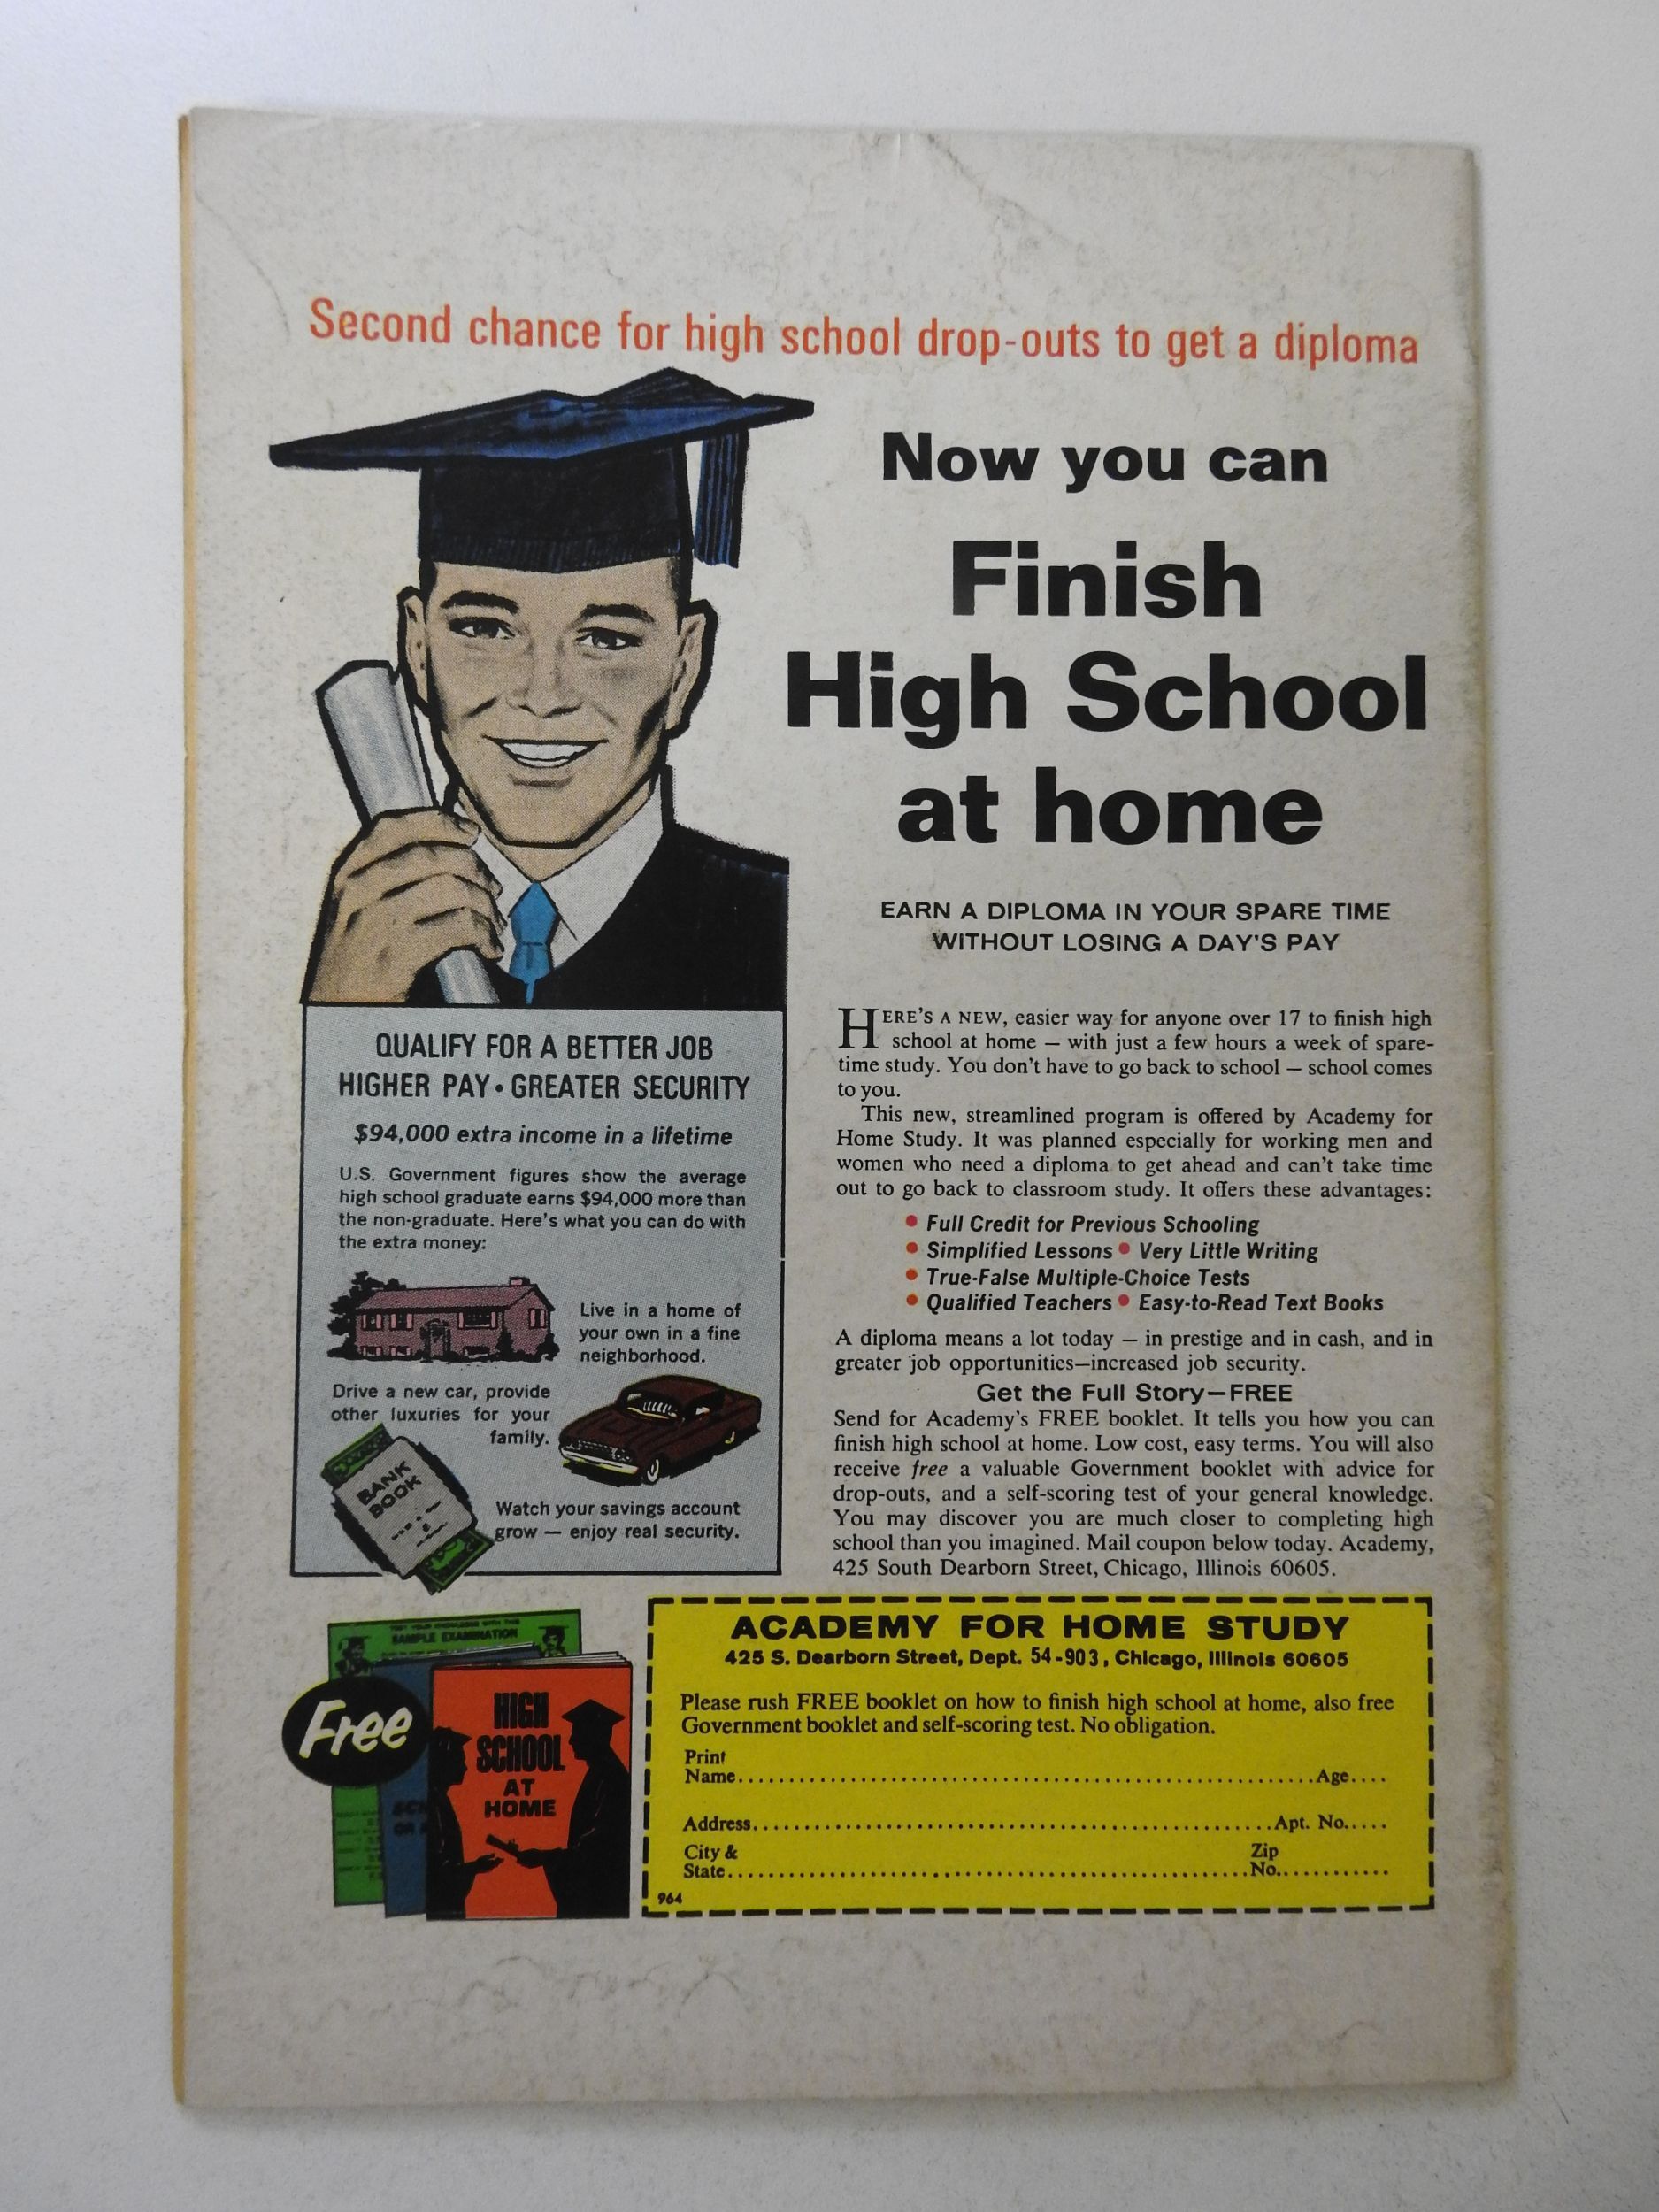 Second chance for high school drop-outs to get a diploma
Now you can
Finish
High School
at home
EARN A DIPLOMA IN YOUR SPARE TIME
WITHOUT LOSING A DAY'S PAY
QUALIFY FOR A BETTER JOB
HIGHER PAY • GREATER SECURITY
$94,000 extra income in a lifetime
U.S. Government figures show the average
high school graduate earns $94,000 more than
the non-graduate. Here's what you can do with
the extra money:
Live in a home of
your own in a fine
neighborhood.
Drive a new car, provide
other luxuries for your
family.
BANK
BOOK
Watch your savings account
grow — enjoy real security.
HERE'S A NEW, easier way for anyone over 17 to finish high
school at home — with just a few hours a week of spare-
time study. You don't have to go back to school — school comes
to you.
This new, streamlined program is offered by Academy for
Home Study. It was planned especially for working men and
women who need a diploma to get ahead and can't take time
out to go back to classroom study. It offers these advantages:
• Full Credit for Previous Schooling
• Simplified Lessons • Very Little Writing
• True-False Multiple-Choice Tests
• Qualified Teachers • Easy-to-Read Text Books
A diploma means a lot today — in prestige and in cash, and in
greater job opportunities—increased job security.
Get the Full Story—FREE
Send for Academy's FREE booklet. It tells you how you can
finish high school at home. Low cost, easy terms. You will also
receive free a valuable Government booklet with advice for
drop-outs, and a self-scoring test of your general knowledge.
You may discover you are much closer to completing high
school than you imagined. Mail coupon below today. Academy,
425 South Dearborn Street, Chicago, Illinois 60605.
SAMPLE EXAMINATION
Free
HIGH
SCHOOL
AT
HOME
ACADEMY FOR HOME STUDY
425 S. Dearborn Street, Dept. 54-903, Chicago, Illinois 60605
Please rush FREE booklet on how to finish high school at home, also free
Government booklet and self-scoring test. No obligation.
Print
Name Age
Address Apt. No.
City & Zip
State No.
964